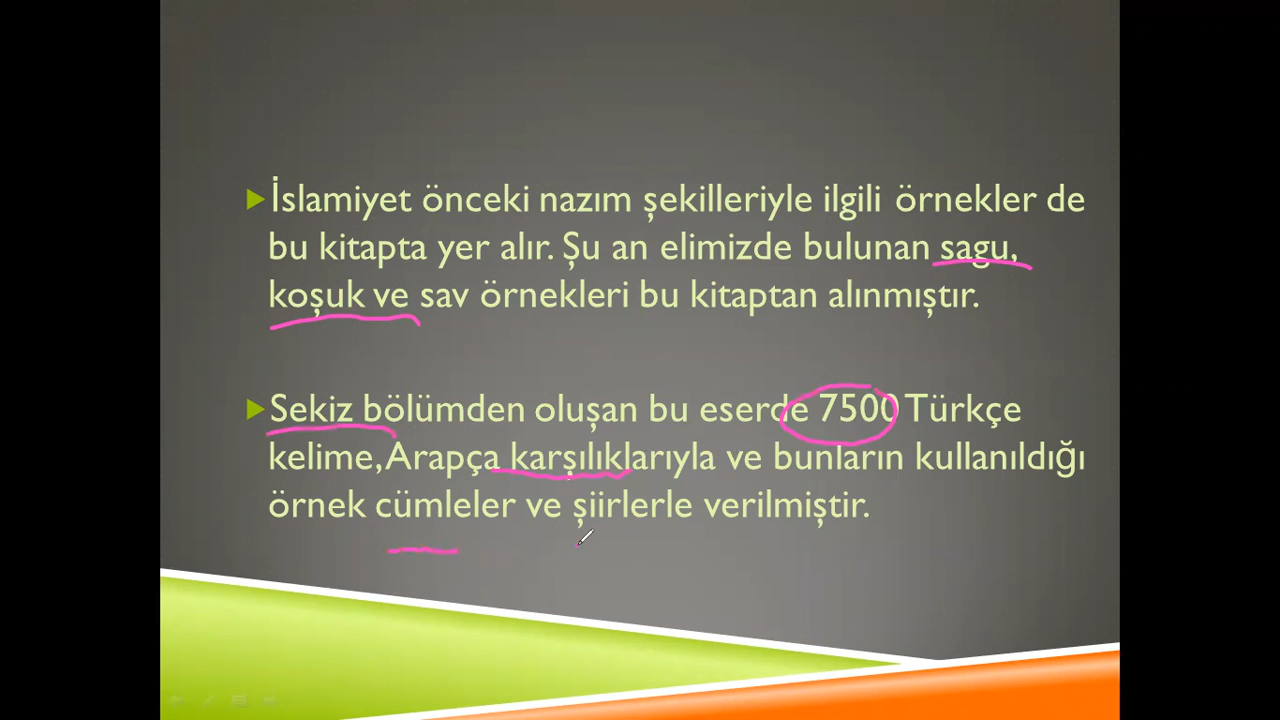 İslamiyet önceki nazım şekilleriyle ilgili örnekler de
bu kitapta yer alır. Şu an elimizde bulunan sagu,
koşuk ve sav örnekleri bu kitaptan alınmıştır.
Sekiz bölümden oluşan bu eserde 7500 Türkçe
kelime, Arapça karşılıklarıyla ve bunların kullanıldığı
örnek cümleler ve şiirlerle verilmiştir.